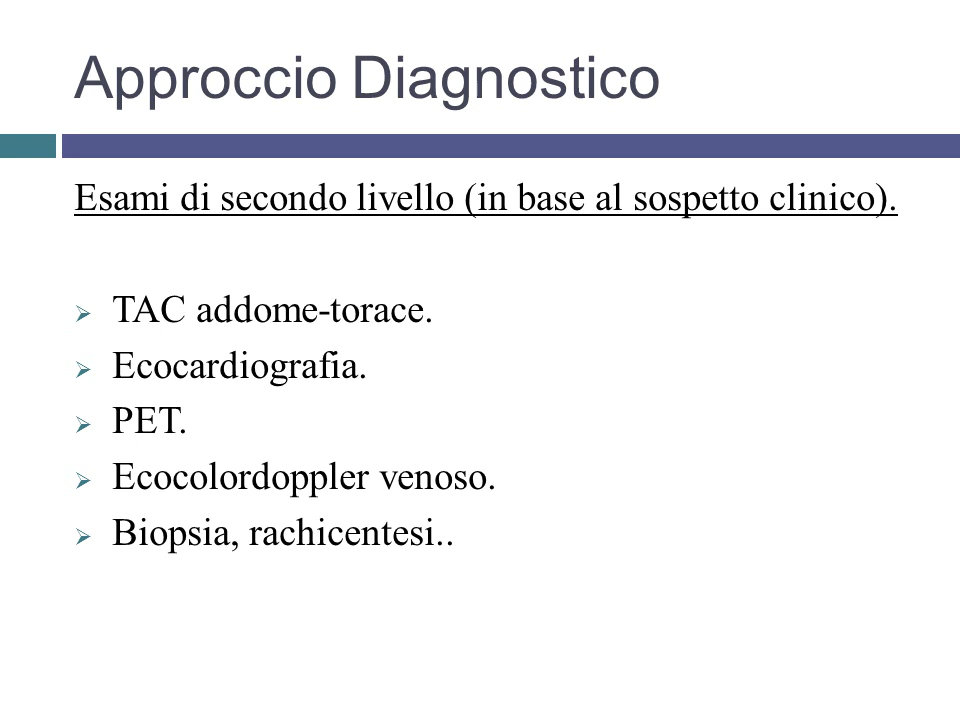 Approccio Diagnostico
Esami di secondo livello (in base al sospetto clinico).
TAC addome-torace.
Ecocardiografia.
PET.
Ecocolordoppler venoso.
Biopsia, rachicentesi..